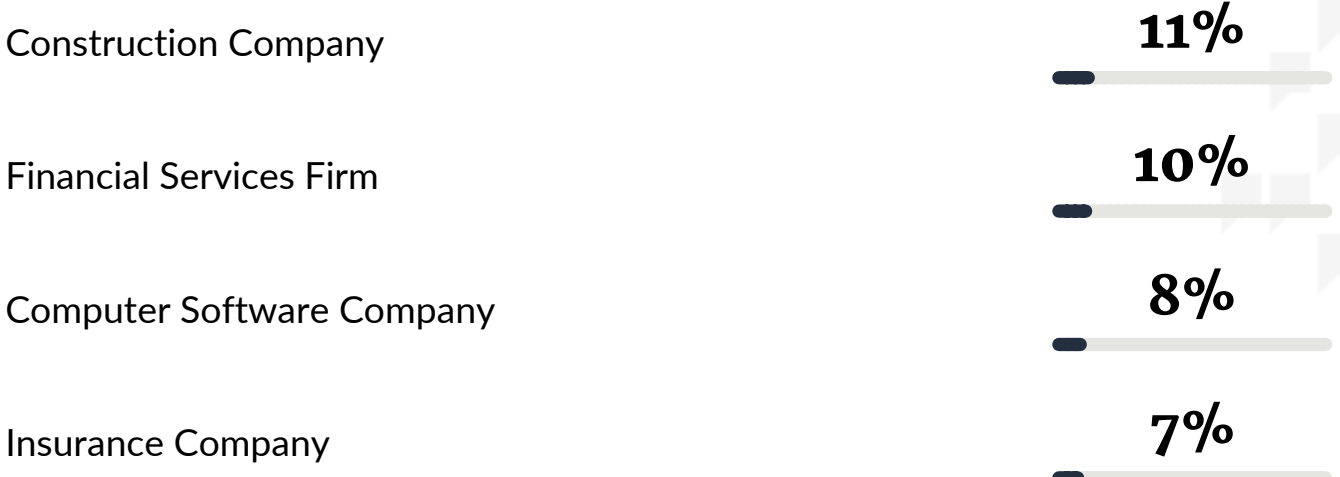 Construction Company
11%
Financial Services Firm
10%
Computer Software Company
8%
Insurance Company
7%